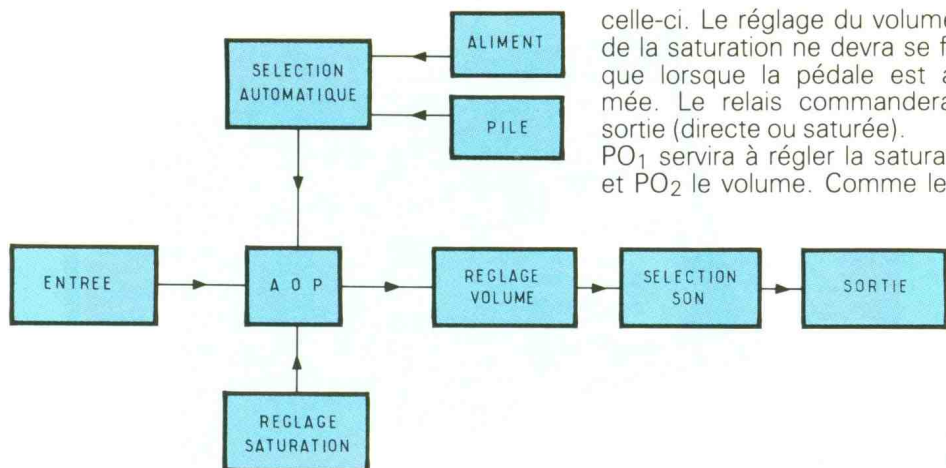 celle-ci. Le réglage du volume
de la saturation ne devra se f
que lorsque la pédale est a
mée. Le relais commandera
sortie (directe ou saturée).
PO1 servira à régler la satura
et PO2 le volume. Comme le
ALIMENT
SELECTION
AUTOMATIQUE
PILE
ENTREE
A O P
REGLAGE
VOLUME
SELECTION
SON
SORTIE
REGLAGE
SATURATION